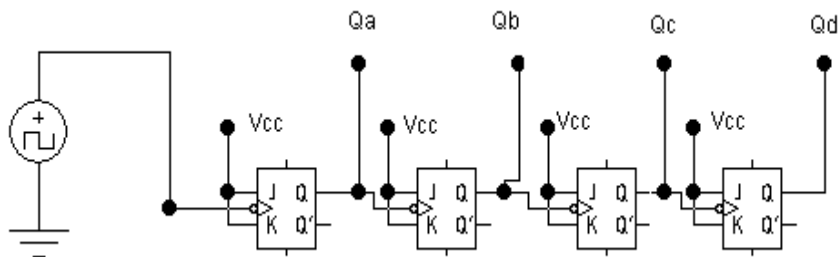 Qa Qb Qc Qd
Vcc Vcc Vcc Vcc
+
J Q J Q J Q J Q
K Q' K Q' K Q' K Q'